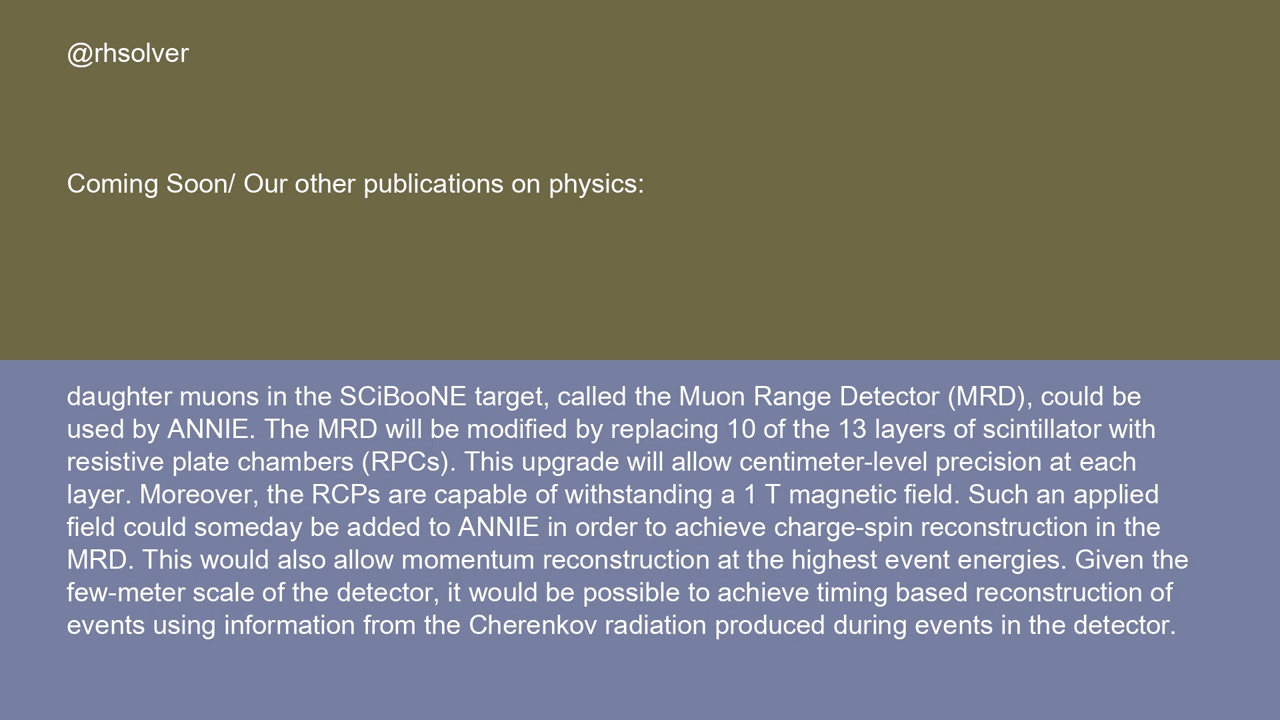 @rhsolver
Coming Soon/ Our other publications on physics:
daughter muons in the SCiBooNE target, called the Muon Range Detector (MRD), could be
used by ANNIE. The MRD will be modified by replacing 10 of the 13 layers of scintillator with
resistive plate chambers (RPCs). This upgrade will allow centimeter-level precision at each
layer. Moreover, the RCPs are capable of withstanding a 1 T magnetic field. Such an applied
field could someday be added to ANNIE in order to achieve charge-spin reconstruction in the
MRD. This would also allow momentum reconstruction at the highest event energies. Given the
few-meter scale of the detector, it would be possible to achieve timing based reconstruction of
events using information from the Cherenkov radiation produced during events in the detector.